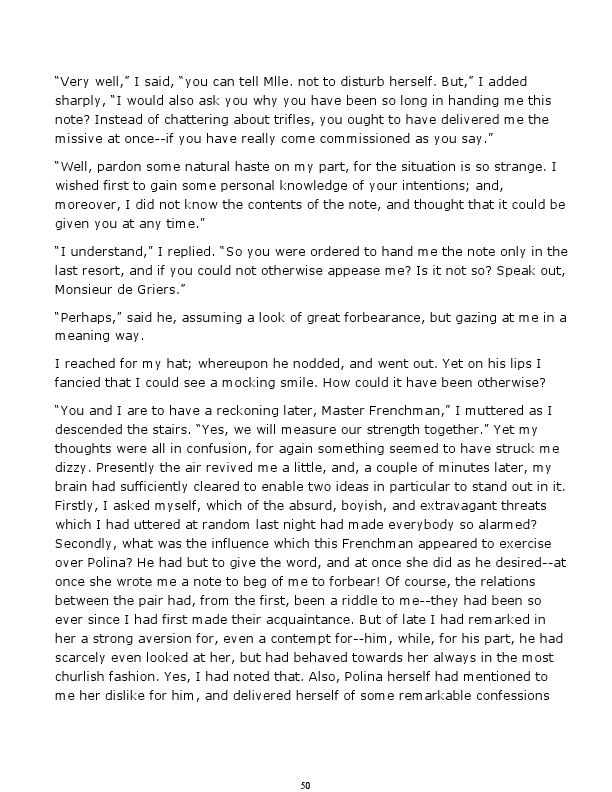 “Very well,” I said, “you can tell Mlle. not to disturb herself. But,” I added
sharply, “I would also ask you why you have been so long in handing me this
note? Instead of chattering about trifles, you ought to have delivered me the
missive at once--if you have really come commissioned as you say.”
“Well, pardon some natural haste on my part, for the situation is so strange. I
wished first to gain some personal knowledge of your intentions; and,
moreover, I did not know the contents of the note, and thought that it could be
given you at any time.”
“I understand,” I replied. “So you were ordered to hand me the note only in the
last resort, and if you could not otherwise appease me? Is it not so? Speak out,
Monsieur de Griers.”
“Perhaps,” said he, assuming a look of great forbearance, but gazing at me in a
meaning way.
I reached for my hat; whereupon he nodded, and went out. Yet on his lips I
fancied that I could see a mocking smile. How could it have been otherwise?
“You and I are to have a reckoning later, Master Frenchman,” I muttered as I
descended the stairs. “Yes, we will measure our strength together.” Yet my
thoughts were all in confusion, for again something seemed to have struck me
dizzy. Presently the air revived me a little, and, a couple of minutes later, my
brain had sufficiently cleared to enable two ideas in particular to stand out in it.
Firstly, I asked myself, which of the absurd, boyish, and extravagant threats
which I had uttered at random last night had made everybody so alarmed?
Secondly, what was the influence which this Frenchman appeared to exercise
over Polina? He had but to give the word, and at once she did as he desired--at
once she wrote me a note to beg of me to forbear! Of course, the relations
between the pair had, from the first, been a riddle to me--they had been so
ever since I had first made their acquaintance. But of late I had remarked in
her a strong aversion for, even a contempt for--him, while, for his part, he had
scarcely even looked at her, but had behaved towards her always in the most
churlish fashion. Yes, I had noted that. Also, Polina herself had mentioned to
me her dislike for him, and delivered herself of some remarkable confessions
50